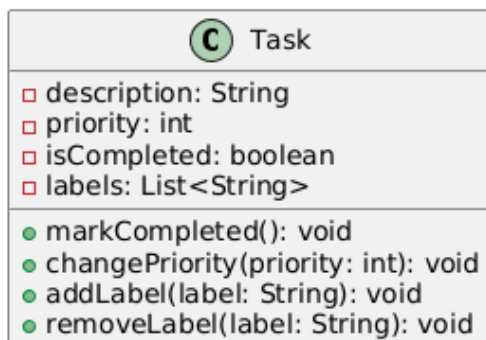 C Task
description: String
priority: int
isCompleted: boolean
labels: List<String>
markCompleted(): void
changePriority(priority: int): void
addLabel(label: String): void
removeLabel(label: String): void